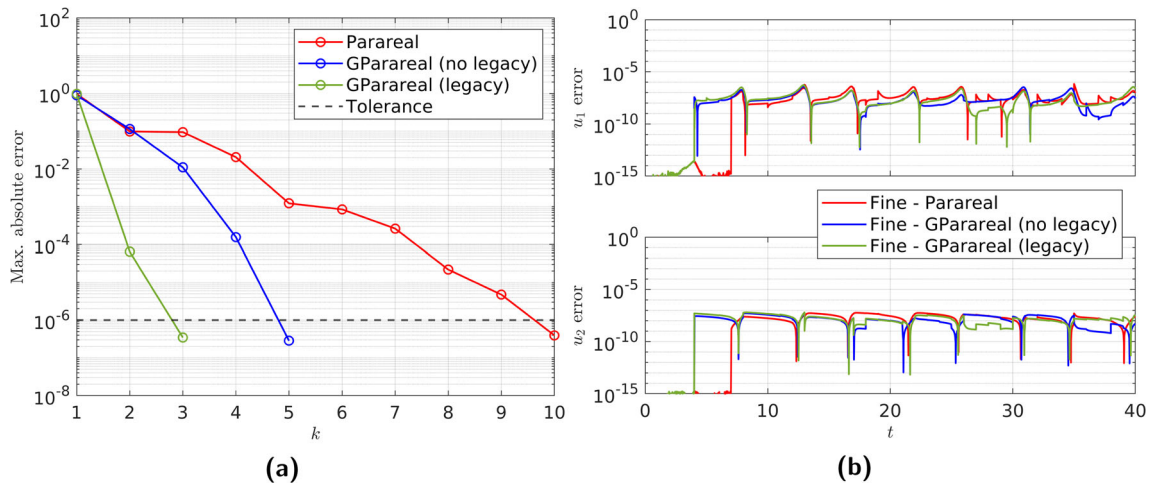 10^2
10^0
10^-2
10^-4
10^-6
10^-8
Max. absolute error
Parareal
GParareal (no legacy)
GParareal (legacy)
Tolerance
1 2 3 4 5 6 7 8 9 10
k
(a)
10^0
10^-5
10^-10
10^-15
u_1 error
Fine - Parareal
Fine - GParareal (no legacy)
Fine - GParareal (legacy)
10^0
10^-5
10^-10
10^-15
u_2 error
0 10 20 30 40
t
(b)